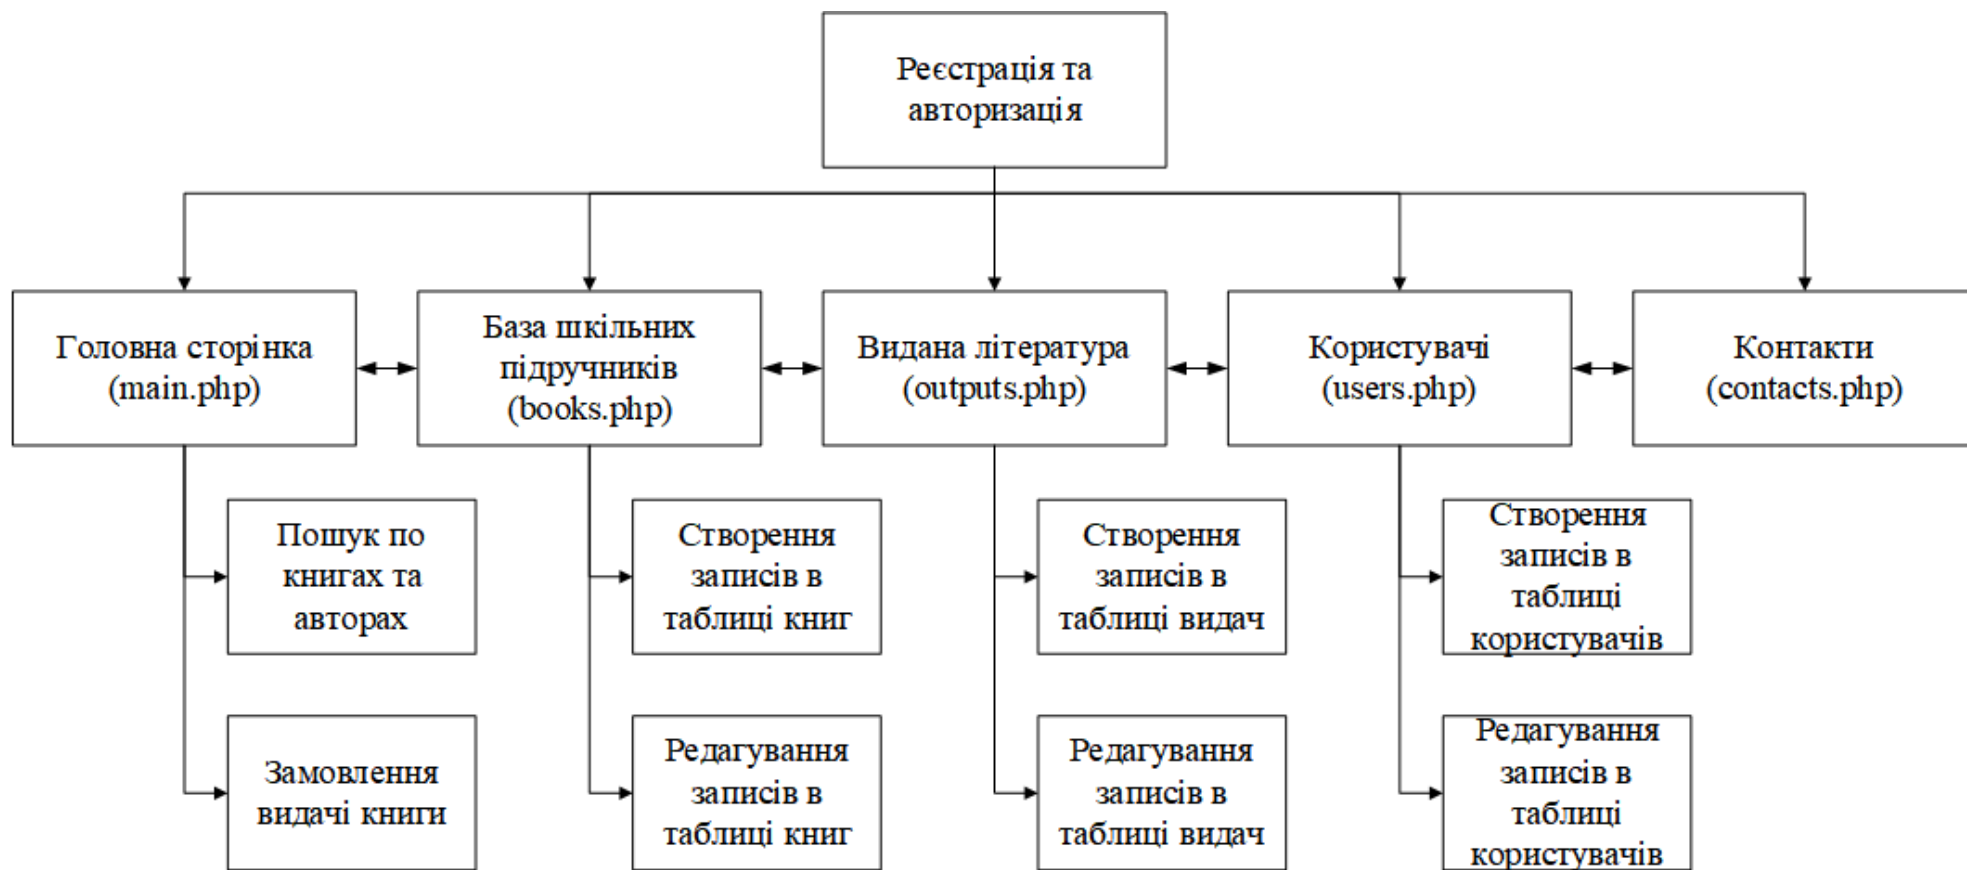 Реєстрація та
авторизація
Головна сторінка
(main.php)
База шкільних
підручників
(books.php)
Видана література
(outputs.php)
Користувачі
(users.php)
Контакти
(contacts.php)
Пошук по
книгах та
авторах
Створення
записів в
таблиці книг
Створення
записів в
таблиці видач
Створення
записів в
таблиці
користувачів
Замовлення
видачі книги
Редагування
записів в
таблиці книг
Редагування
записів в
таблиці видач
Редагування
записів в
таблиці
користувачів